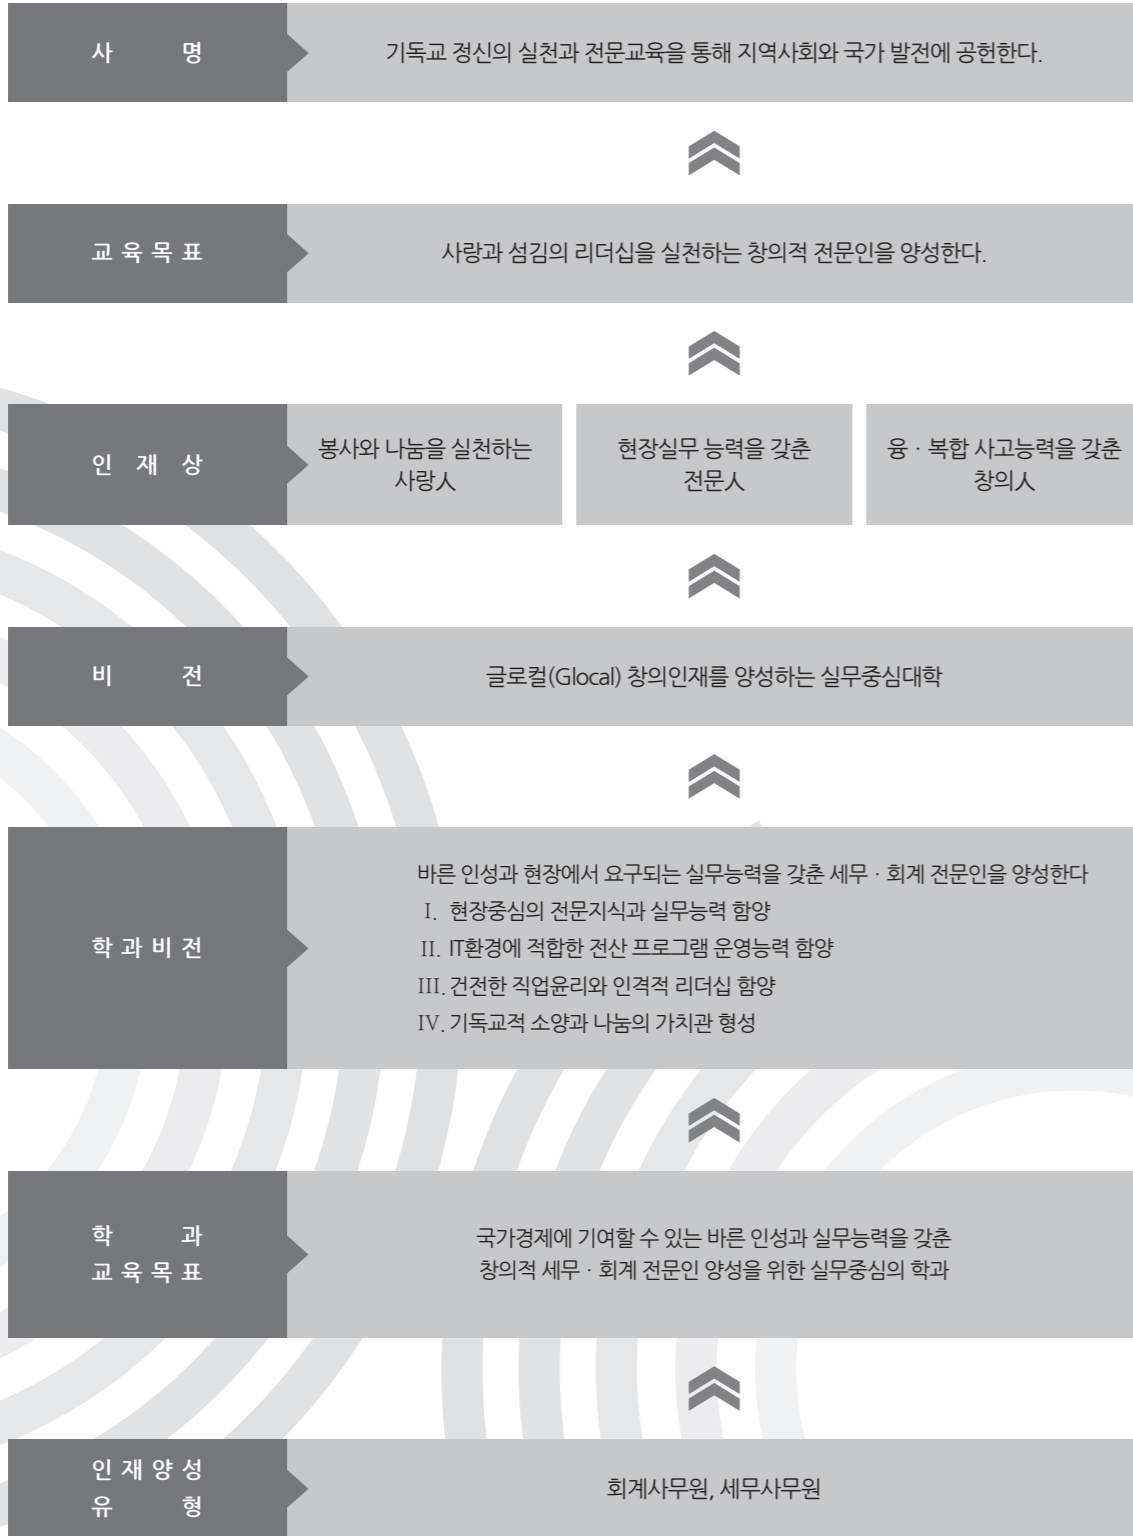 사 명
기독교 정신의 실천과 전문교육을 통해 지역사회와 국가 발전에 공헌한다.
교육목표
사랑과 섬김의 리더십을 실천하는 창의적 전문인을 양성한다.
인 재 상
봉사와 나눔을 실천하는
사랑人
현장실무 능력을 갖춘
전문人
융 · 복합 사고능력을 갖춘
창의人
비 전
글로컬(Glocal) 창의인재를 양성하는 실무중심대학
학과비전
바른 인성과 현장에서 요구되는 실무능력을 갖춘 세무 · 회계 전문인을 양성한다
Ⅰ. 현장중심의 전문지식과 실무능력 함양
Ⅱ. IT환경에 적합한 전산 프로그램 운영능력 함양
Ⅲ. 건전한 직업윤리와 인격적 리더십 함양
Ⅳ. 기독교적 소양과 나눔의 가치관 형성
학 과
교육목표
국가경제에 기여할 수 있는 바른 인성과 실무능력을 갖춘
창의적 세무 · 회계 전문인 양성을 위한 실무중심의 학과
인재양성
유 형
회계사무원, 세무사무원